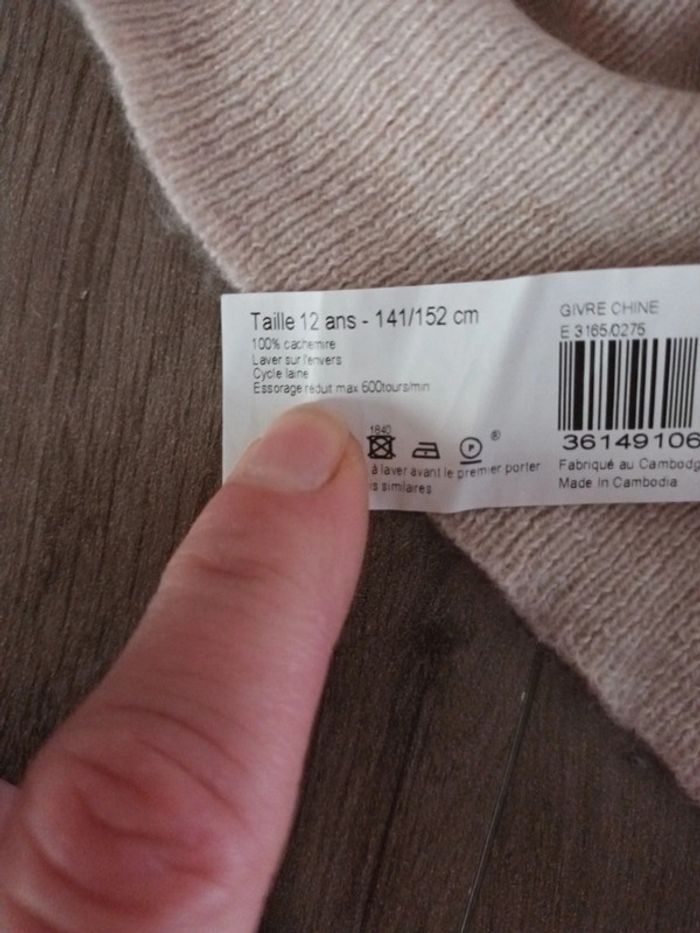 Taille 12 ans - 141/152 cm
100% cachemire
Laver sur l'envers
Cycle laine
Essorage réduit max 600tours/min
1840
P
®
à laver avant le premier porter
similaires
GIVRE CHINE
E 3165.0275
36149106
Fabriqué au Cambodg
Made In Cambodia